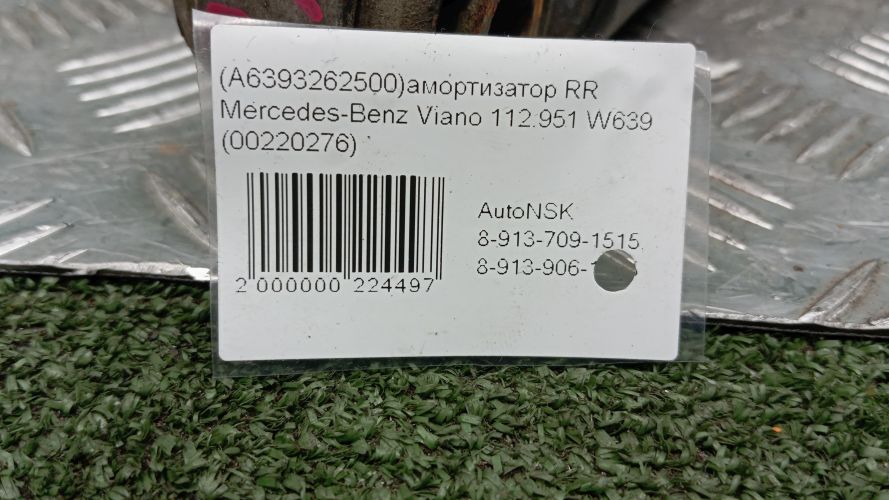 (A6393262500)амортизатор RR
Mercedes-Benz Viano 112.951 W639
(00220276)
AutoNSK
8-913-709-1515,
2 000000 224497